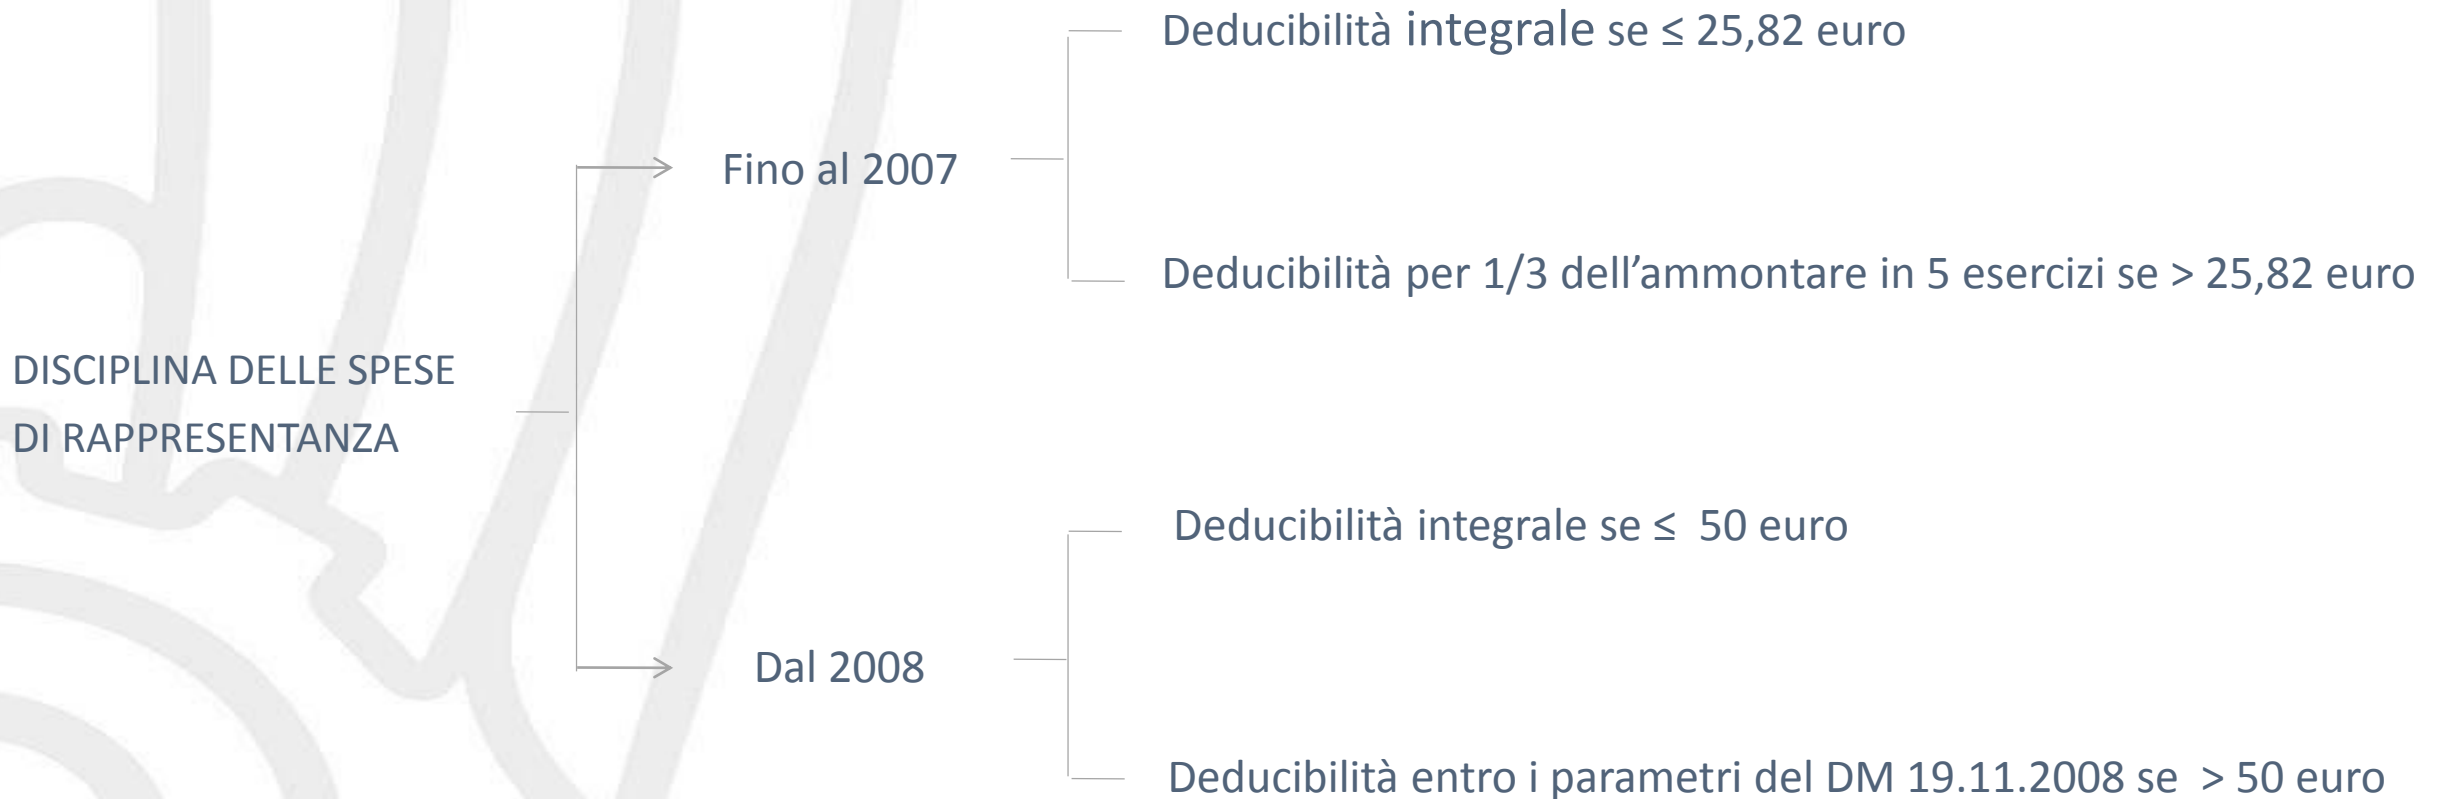 DISCIPLINA DELLE SPESE
DI RAPPRESENTANZA
Fino al 2007
Deducibilità integrale se ≤ 25,82 euro
Deducibilità per 1/3 dell’ammontare in 5 esercizi se > 25,82 euro
Dal 2008
Deducibilità integrale se ≤ 50 euro
Deducibilità entro i parametri del DM 19.11.2008 se > 50 euro